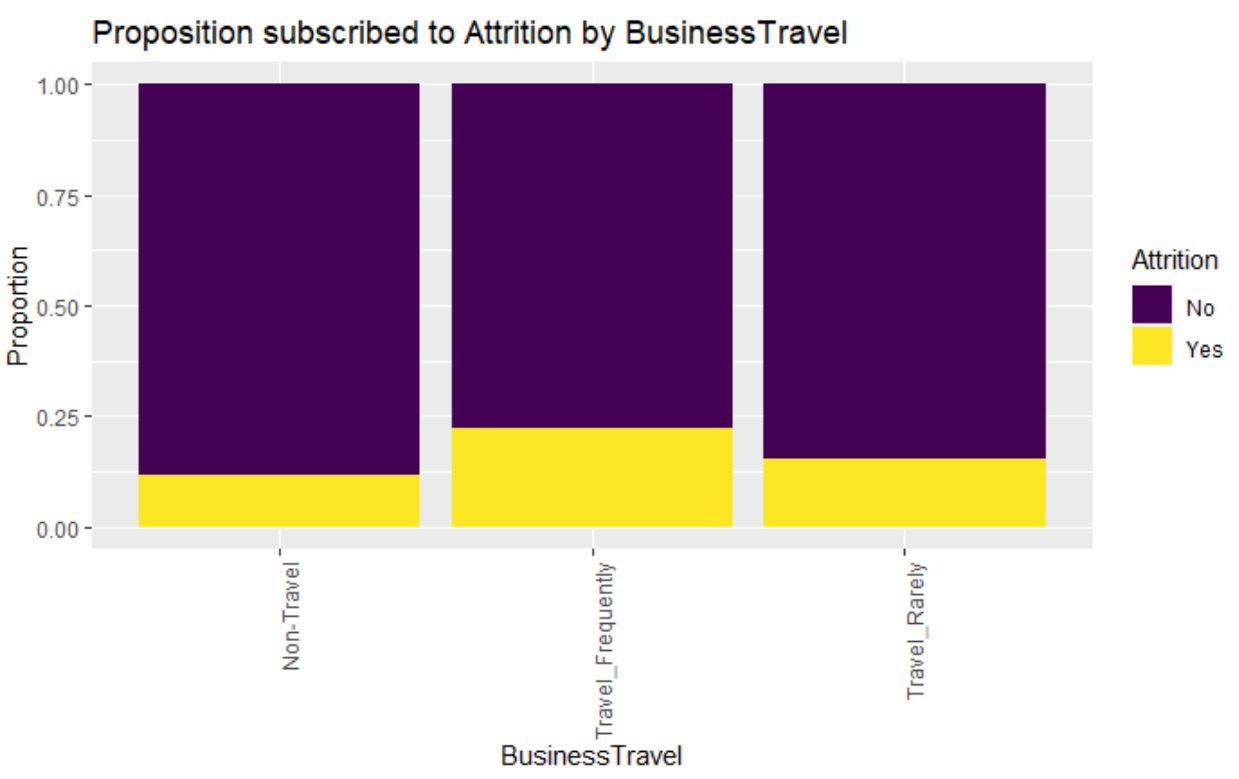 Proposition subscribed to Attrition by BusinessTravel
1.00
0.75
0.50
0.25
0.00
Proportion
Non-Travel
Travel_Frequently
Travel_Rarely
BusinessTravel
Attrition
No
Yes